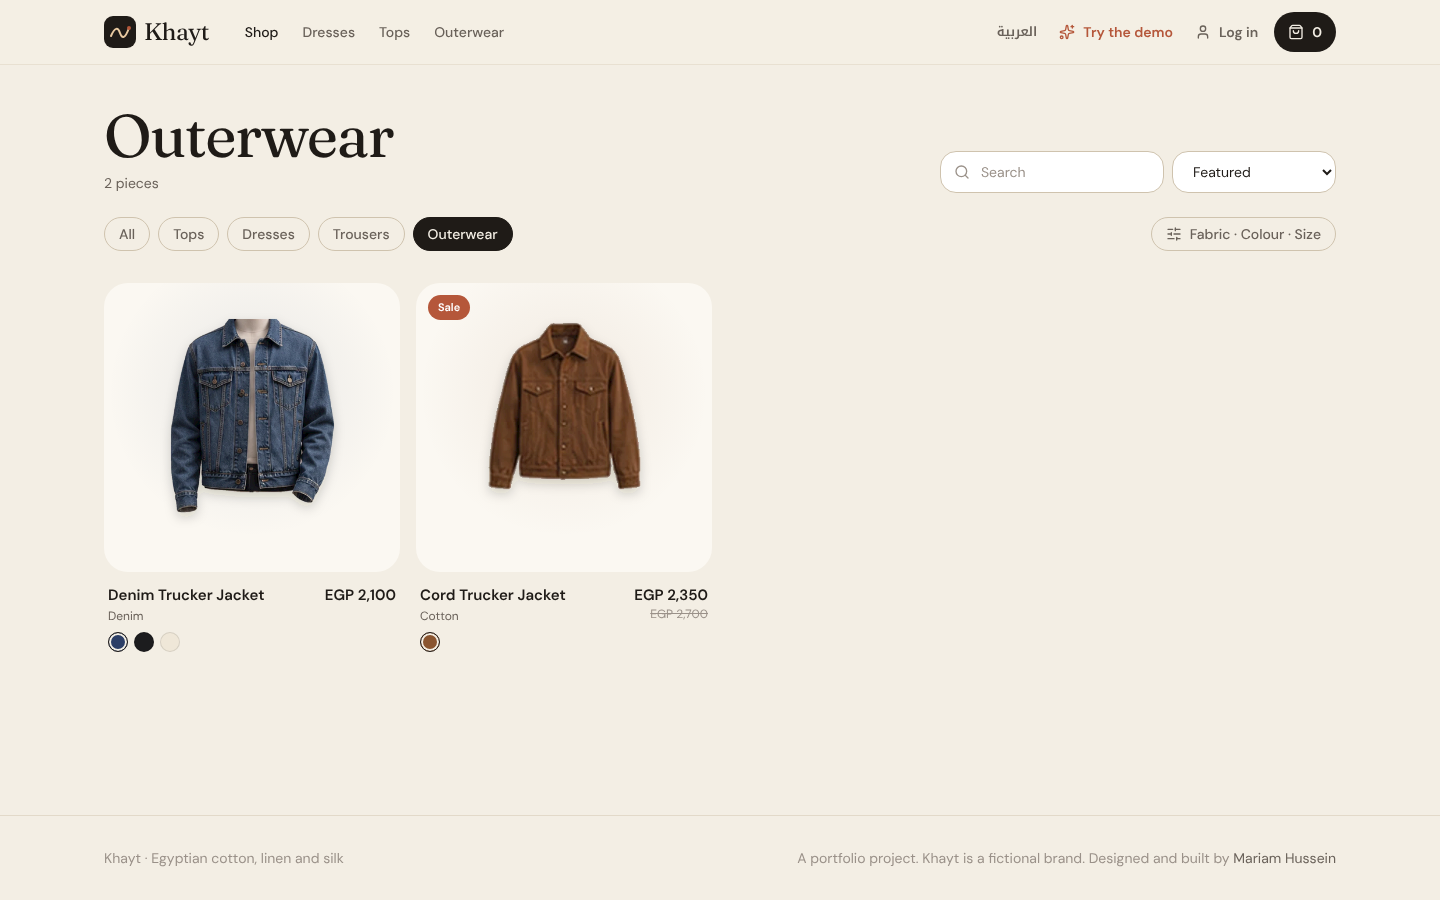 Khayt
Shop
Dresses
Tops
Outerwear
العربية
Try the demo
Log in
0
Outerwear
2 pieces
Search
Featured
All
Tops
Dresses
Trousers
Outerwear
Fabric · Colour · Size
Sale
Denim Trucker Jacket
EGP 2,100
Denim
Cord Trucker Jacket
EGP 2,350
Cotton
EGP 2,700
Khayt · Egyptian cotton, linen and silk
A portfolio project. Khayt is a fictional brand. Designed and built by Mariam Hussein